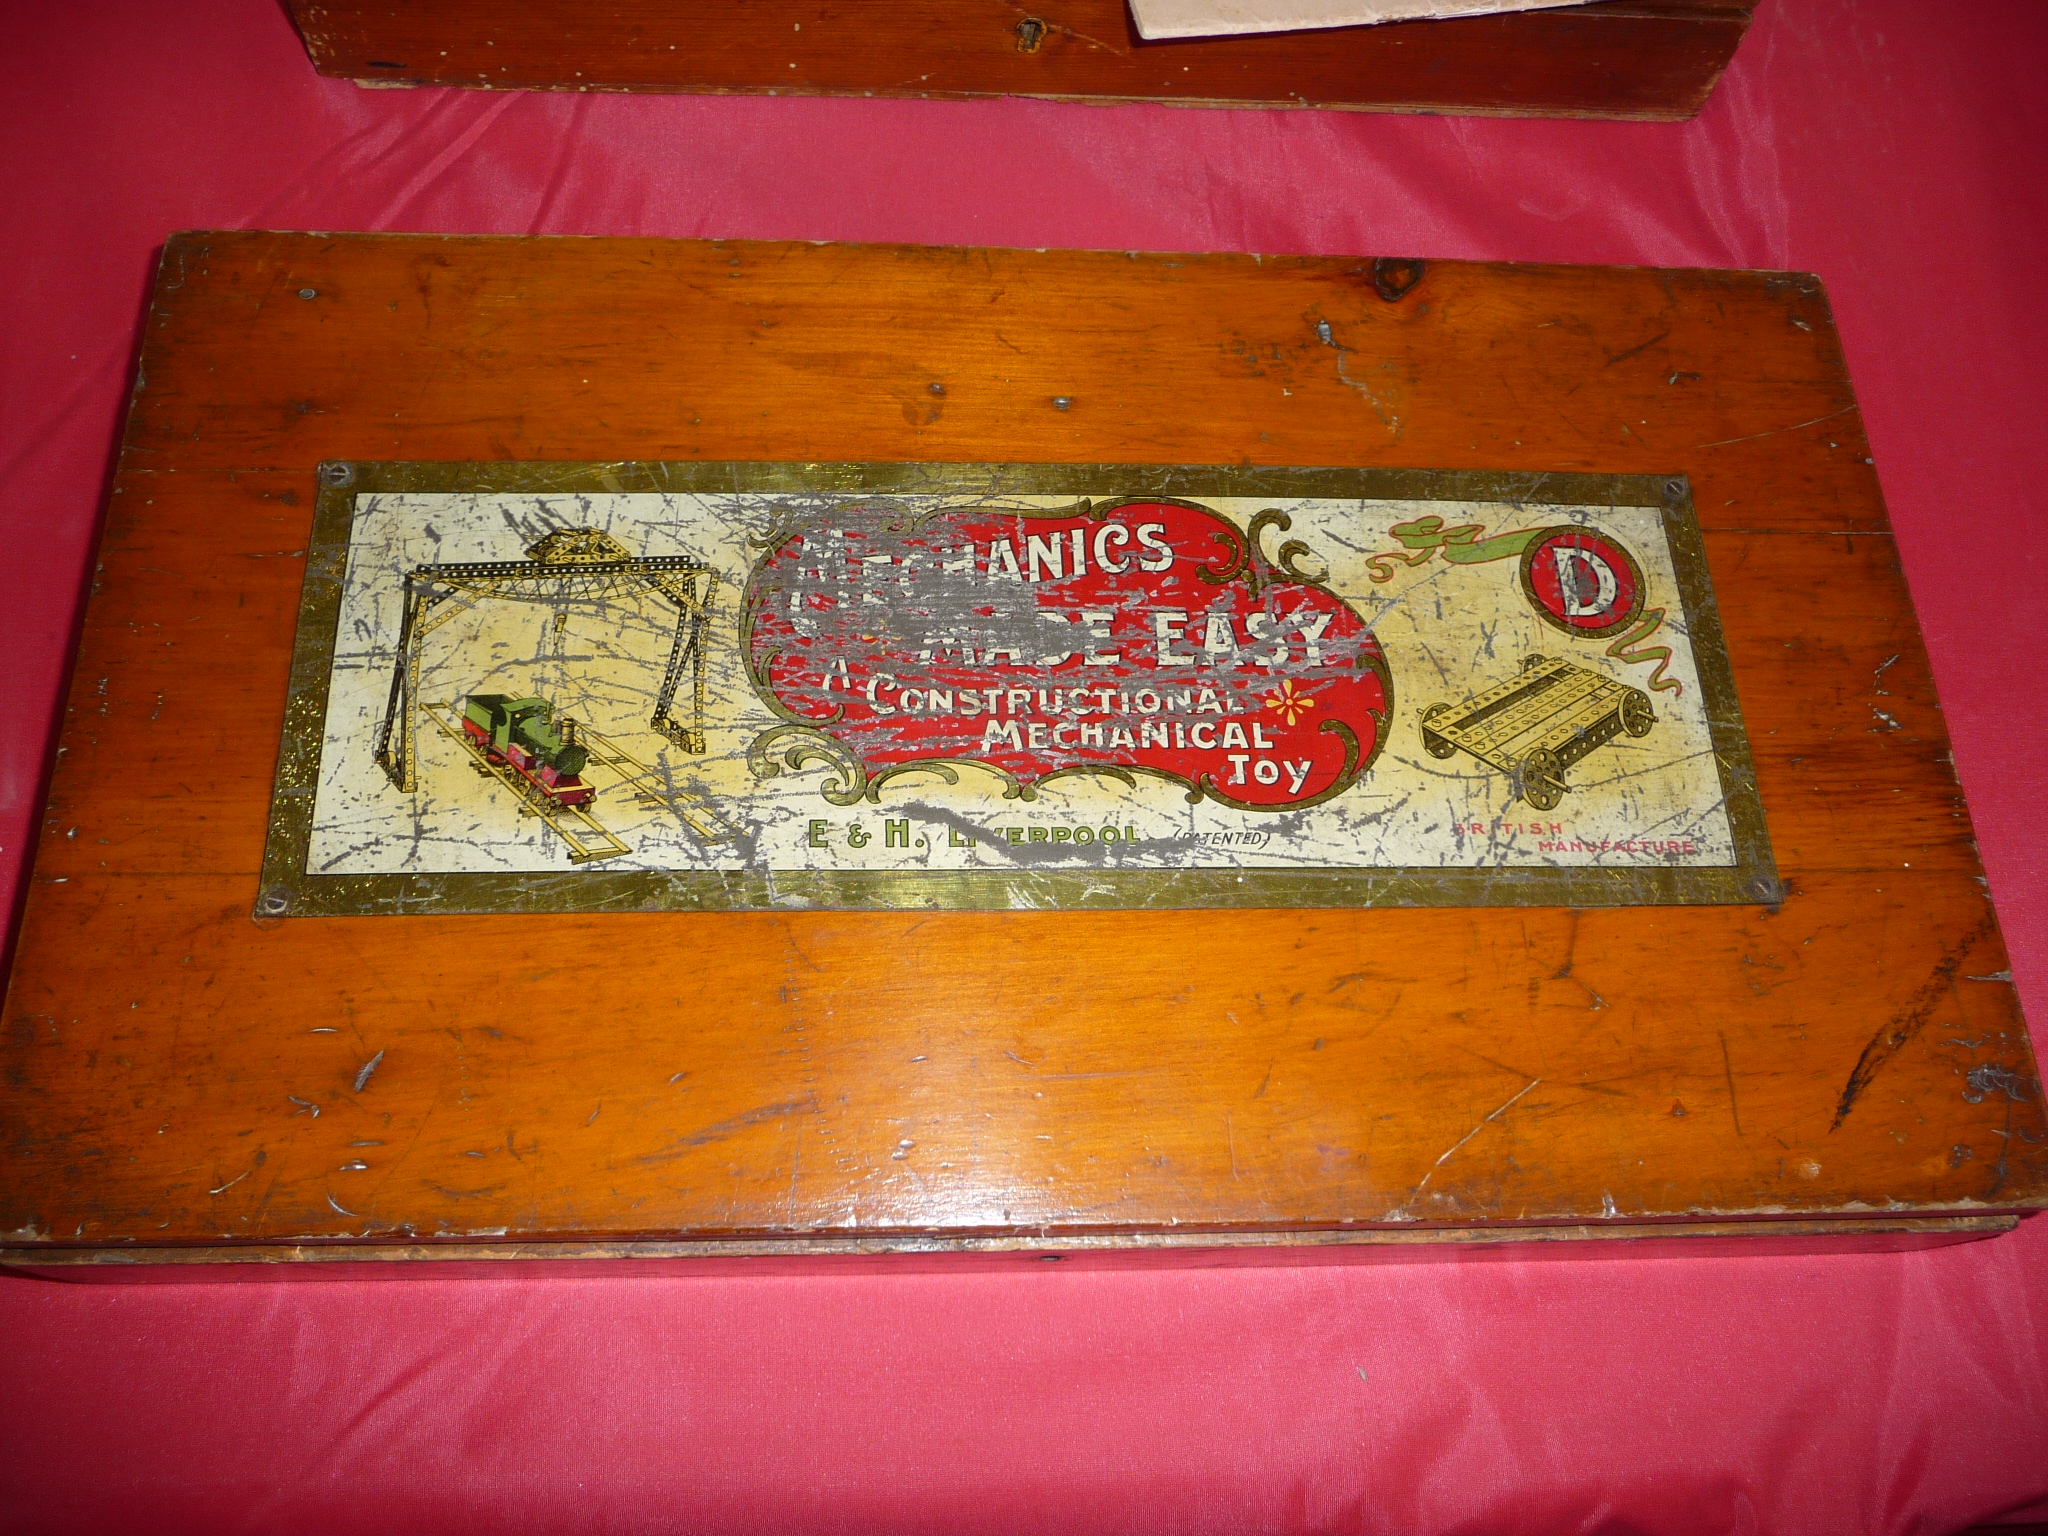 MECHANICS
MADE EASY
A CONSTRUCTIONAL
MECHANICAL
TOY
D
E & H. LIVERPOOL. (PATENTED)
BRITISH
MANUFACTURE